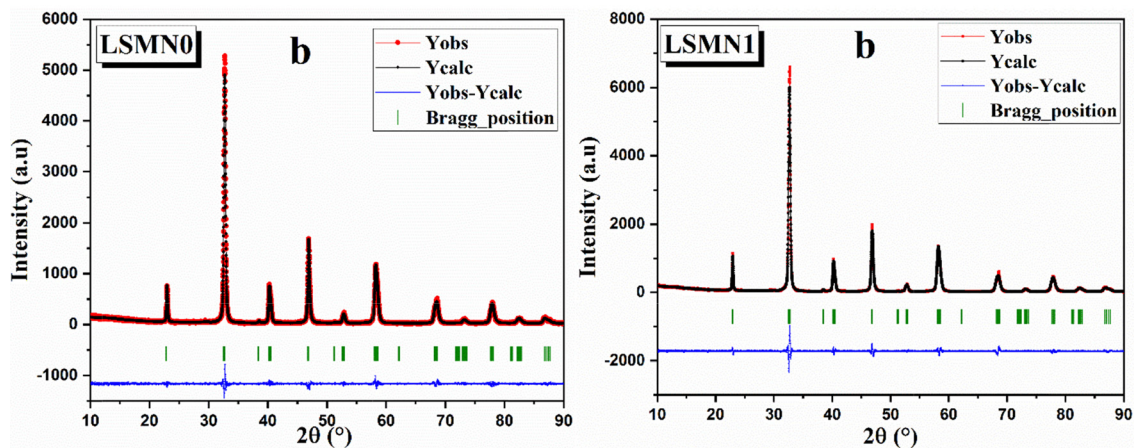 LSMN0
b
Yobs
Ycalc
Yobs-Ycalc
Bragg_position
Intensity (a.u)
6000
5000
4000
3000
2000
1000
0
-1000
10 20 30 40 50 60 70 80 90
2θ (°)
LSMN1
b
Yobs
Ycalc
Yobs-Ycalc
Bragg_position
Intensity (a.u)
8000
6000
4000
2000
0
-2000
10 20 30 40 50 60 70 80 90
2θ (°)